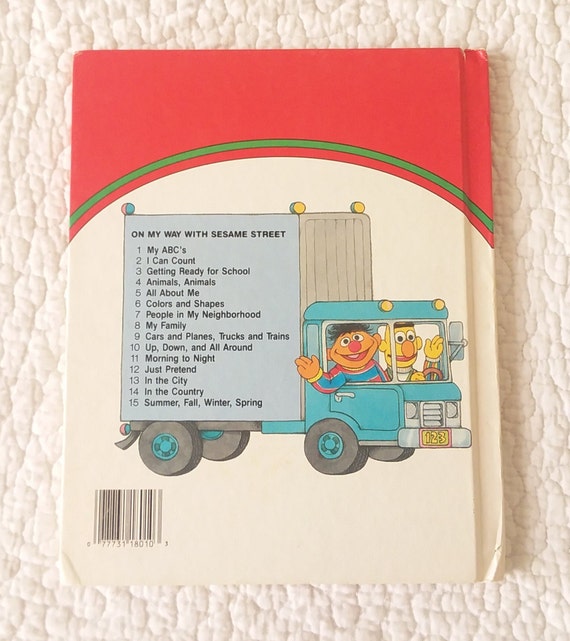 ON MY WAY WITH SESAME STREET
1 My ABC's
2 I Can Count
3 Getting Ready for School
4 Animals, Animals
5 All About Me
6 Colors and Shapes
7 People in My Neighborhood
8 My Family
9 Cars and Planes, Trucks and Trains
10 Up, Down, and All Around
11 Morning to Night
12 Just Pretend
13 In the City
14 In the Country
15 Summer, Fall, Winter, Spring
123
0 77731 18010 3